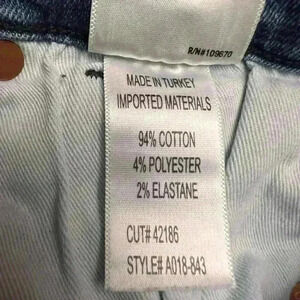 R/N#109670
MADE IN TURKEY
IMPORTED MATERIALS
94% COTTON
4% POLYESTER
2% ELASTANE
CUT# 42186
STYLE# A018-843